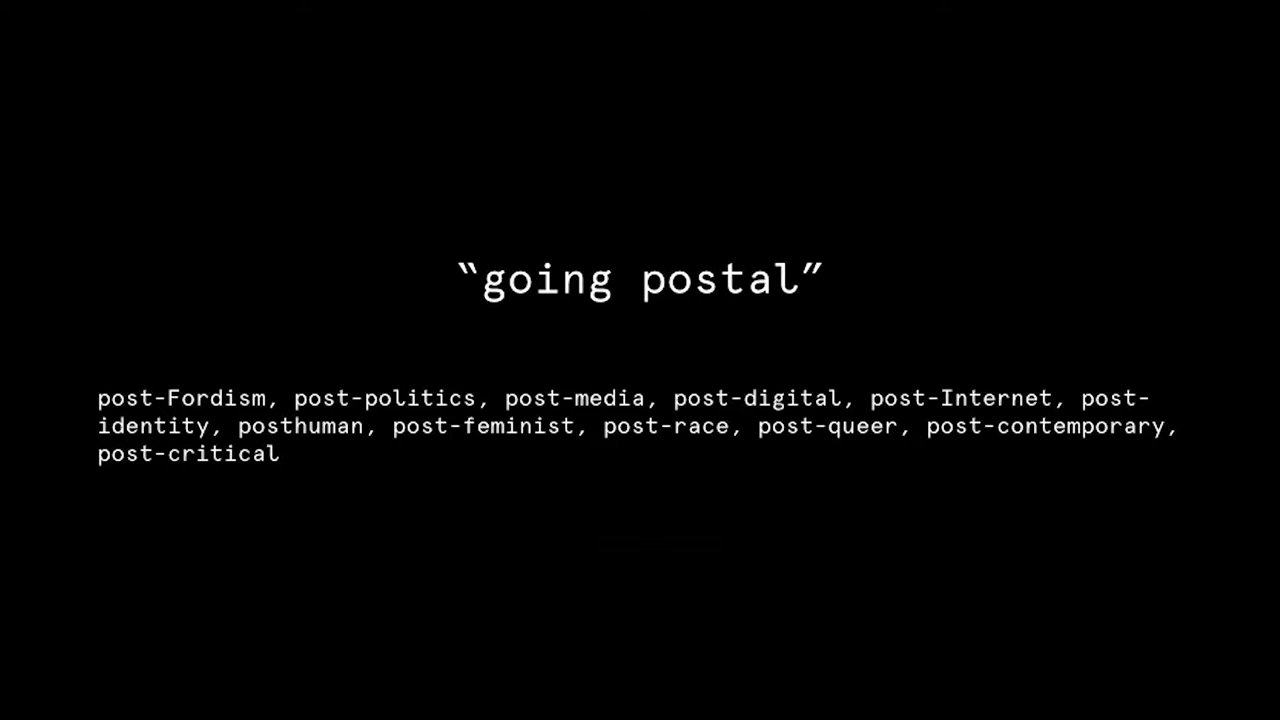 “going postal”
post-Fordism, post-politics, post-media, post-digital, post-Internet, post-
identity, posthuman, post-feminist, post-race, post-queer, post-contemporary,
post-critical